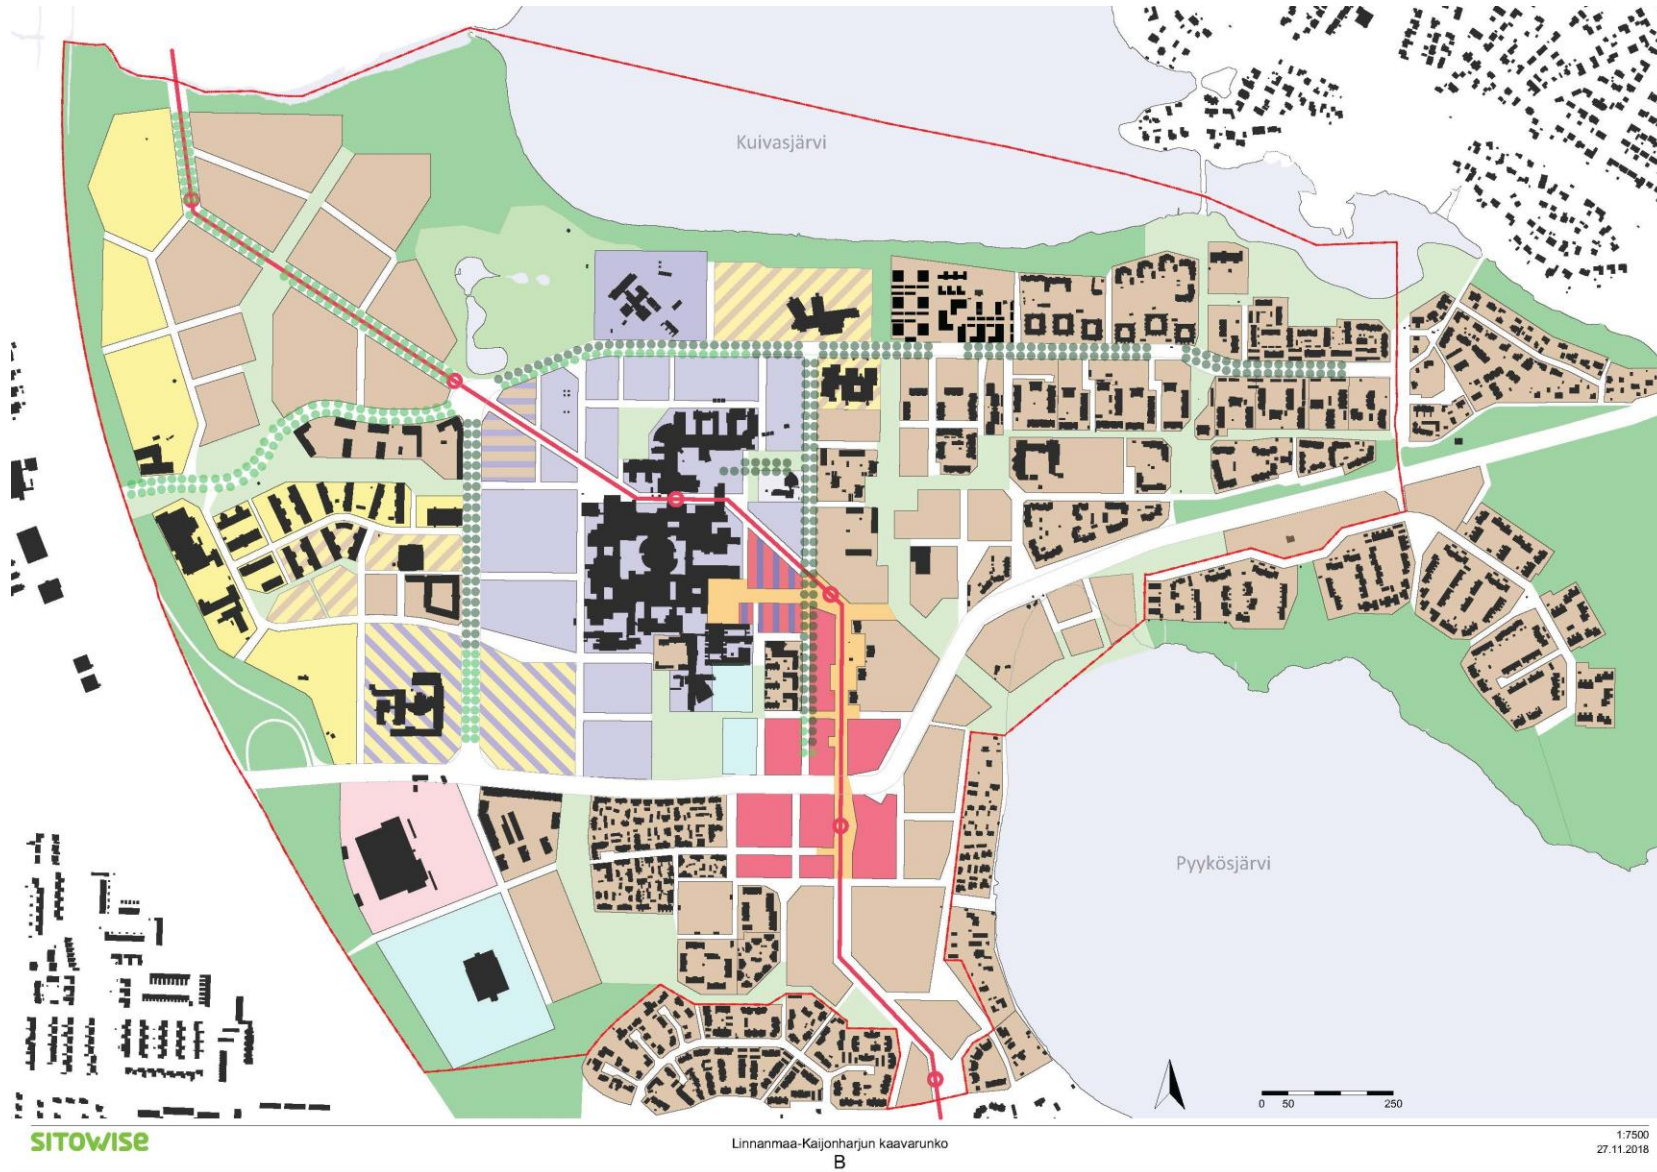 Kuivasjärvi
Pyykösjärvi
0 50 250
SITOWISE
Linnanmaa-Kaijonharjun kaavarunko
B
1:7500
27.11.2018